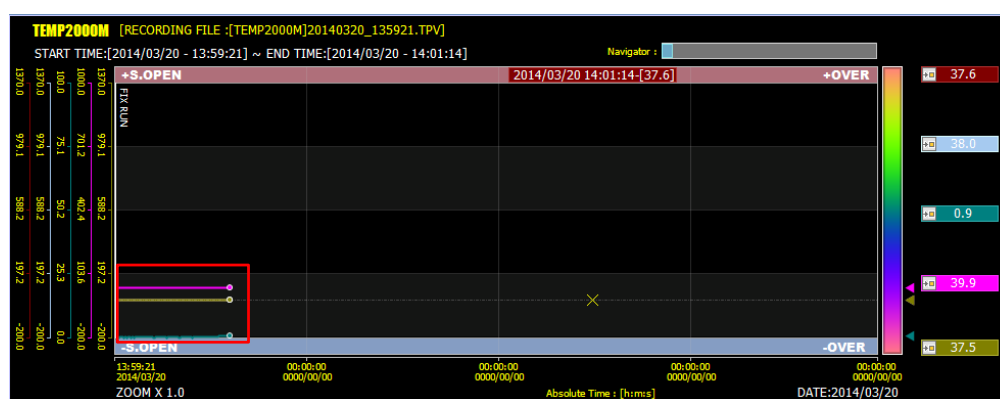 TEMP2000M [RECORDING FILE :[TEMP2000M]20140320_135921.TPV]
START TIME:[2014/03/20 - 13:59:21] ~ END TIME:[2014/03/20 - 14:01:14]
Navigator :
+S.OPEN
2014/03/20 14:01:14-[37.6]
+OVER
FIX RUN
1370.0 1370.0 100.0 1000.0 1370.0
979.1 979.1 75.1 701.2 979.1
588.2 588.2 50.2 402.4 588.2
197.2 197.2 25.3 103.6 197.2
-200.0 -200.0 0.0 -200.0 -200.0
37.6
38.0
0.9
39.9
37.5
-S.OPEN
-OVER
13:59:21 00:00:00 00:00:00 00:00:00 00:00:00
2014/03/20 0000/00/00 0000/00/00 0000/00/00 0000/00/00
ZOOM X 1.0
Absolute Time : [h:m:s]
DATE:2014/03/20